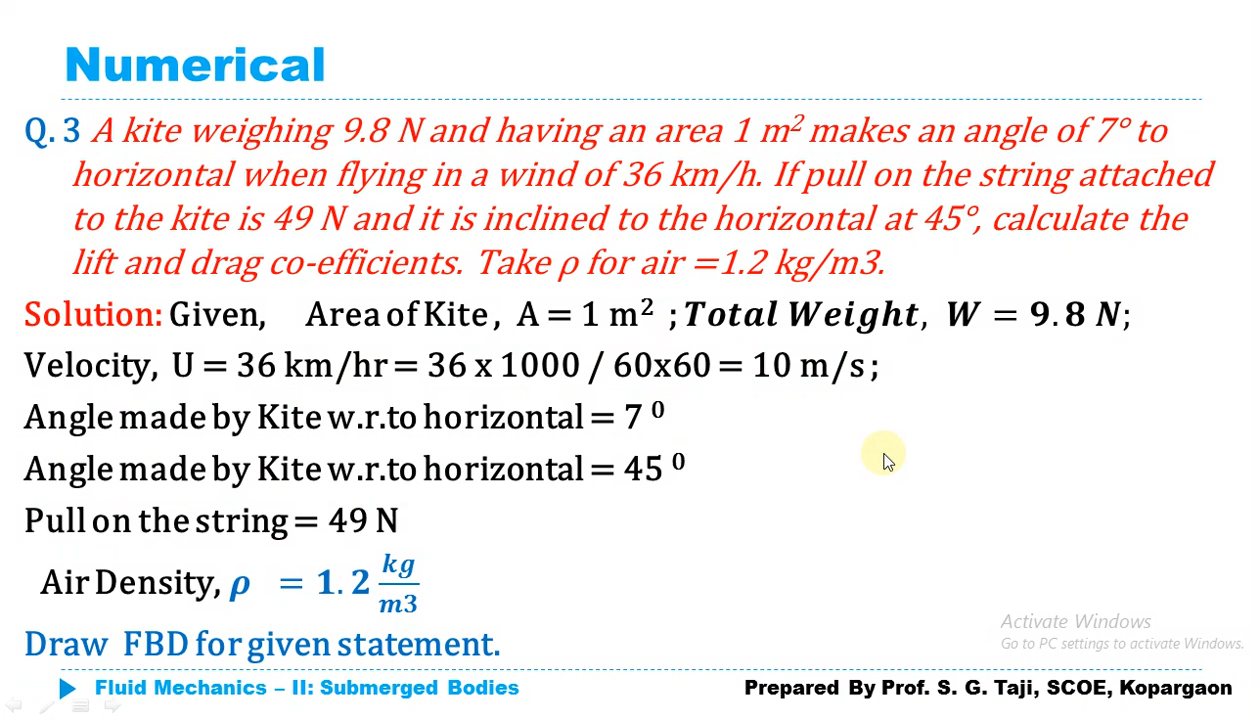 Numerical
Q. 3 A kite weighing 9.8 N and having an area 1 m² makes an angle of 7° to
horizontal when flying in a wind of 36 km/h. If pull on the string attached
to the kite is 49 N and it is inclined to the horizontal at 45°, calculate the
lift and drag co-efficients. Take ρ for air =1.2 kg/m3.
Solution: Given, Area of Kite, A = 1 m² ; Total Weight, W = 9.8 N;
Velocity, U = 36 km/hr = 36 x 1000 / 60x60 = 10 m/s;
Angle made by Kite w.r.to horizontal = 7 ⁰
Angle made by Kite w.r.to horizontal = 45 ⁰
Pull on the string = 49 N
Air Density, ρ = 1.2 kg/m3
Draw FBD for given statement.
Activate Windows
Go to PC settings to activate Windows.
Fluid Mechanics – II: Submerged Bodies Prepared By Prof. S. G. Taji, SCOE, Kopargaon